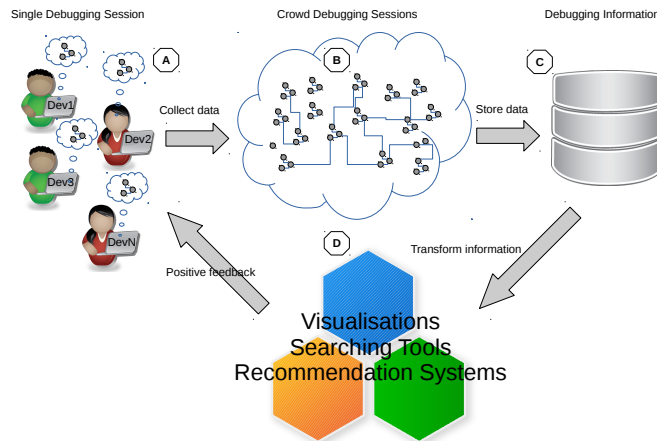 Single Debugging Session
Crowd Debugging Sessions
Debugging Information
A
B
C
Dev1
Collect data
Store data
Dev2
Dev3
DevN
D
Transform information
Positive feedback
Visualisations
Searching Tools
Recommendation Systems